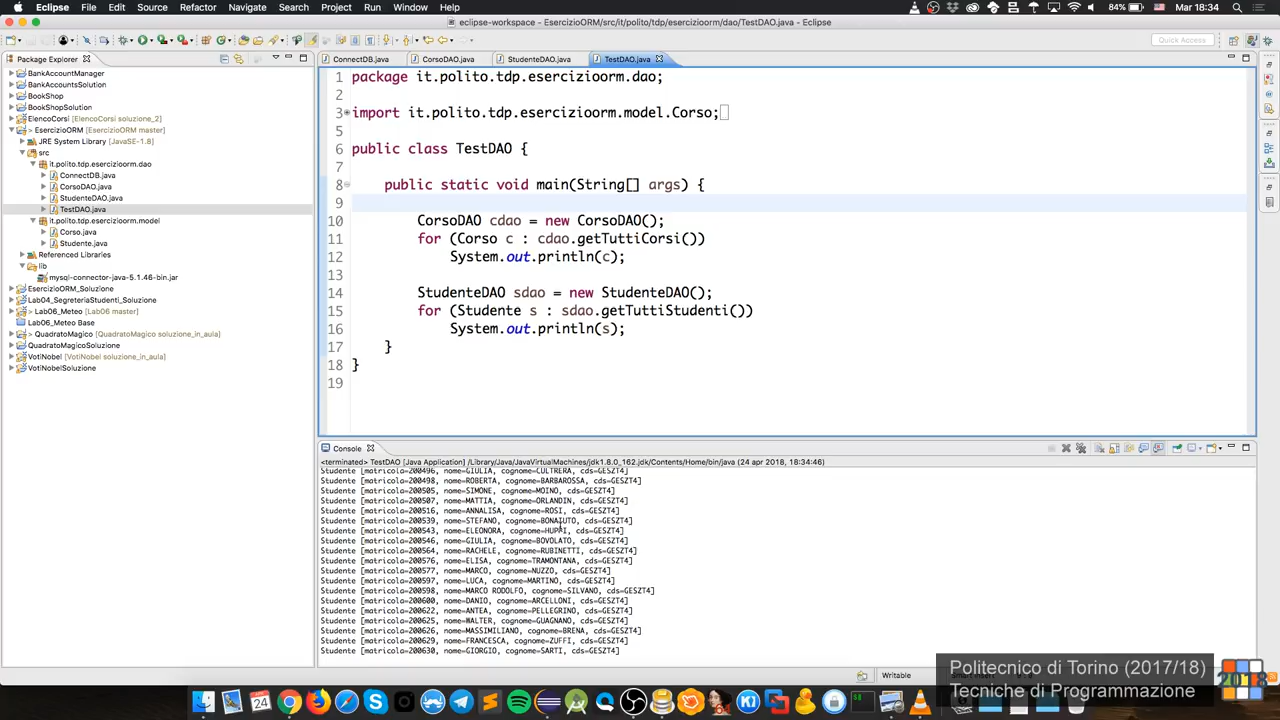 Eclipse File Edit Source Refactor Navigate Search Project Run Window Help 84% Mar 18:34
eclipse-workspace - EsercizioORM/src/it/polito/tdp/esercizioorm/dao/TestDAO.java - Eclipse
Quick Access
Package Explorer
BankAccountManager
BankAccountsSolution
BookShop
BookShopSolution
ElencoCorsi [ElencoCorsi soluzione_2]
> EsercizioORM [EsercizioORM master]
JRE System Library [JavaSE-1.8]
src
it.polito.tdp.esercizioorm.dao
ConnectDB.java
CorsoDAO.java
StudenteDAO.java
TestDAO.java
it.polito.tdp.esercizioorm.model
Corso.java
Studente.java
Referenced Libraries
lib
mysql-connector-java-5.1.46-bin.jar
EsercizioORM_Soluzione
Lab04_SegreteriaStudenti_Soluzione
> Lab06_Meteo [Lab06 master]
Lab06_Meteo Base
> QuadratoMagico [QuadratoMagico soluzione_in_aula]
QuadratoMagicoSoluzione
VotiNobel [VotiNobel soluzione_in_aula]
VotiNobelSoluzione
ConnectDB.java CorsoDAO.java StudenteDAO.java TestDAO.java
1 package it.polito.tdp.esercizioorm.dao;
2
3 import it.polito.tdp.esercizioorm.model.Corso;
5
6 public class TestDAO {
7
8 public static void main(String[] args) {
9
10 CorsoDAO cdao = new CorsoDAO();
11 for (Corso c : cdao.getTuttiCorsi())
12 System.out.println(c);
13
14 StudenteDAO sdao = new StudenteDAO();
15 for (Studente s : sdao.getTuttiStudenti())
16 System.out.println(s);
17 }
18 }
19
Console
<terminated> TestDAO [Java Application] /Library/Java/JavaVirtualMachines/jdk1.8.0_162.jdk/Contents/Home/bin/java (24 apr 2018, 18:34:46)
Studente [matricola=200496, nome=GIULIA, cognome=CULTRERA, cds=GESZT4]
Studente [matricola=200498, nome=ROBERTA, cognome=BARBAROSSA, cds=GESZT4]
Studente [matricola=200505, nome=SIMONE, cognome=MOINO, cds=GESZT4]
Studente [matricola=200507, nome=MATTIA, cognome=ORLANDIN, cds=GESZT4]
Studente [matricola=200516, nome=ANNALISA, cognome=ROSI, cds=GESZT4]
Studente [matricola=200539, nome=STEFANO, cognome=BONAIUTO, cds=GESZT4]
Studente [matricola=200543, nome=ELEONORA, cds=GESZT4]
Studente [matricola=200546, nome=GIULIA, cognome=BOVOLATO, cds=GESZT4]
Studente [matricola=200564, nome=RACHELE, cognome=RUBINETTI, cds=GESZT4]
Studente [matricola=200576, nome=ELISA, cognome=TRAMONTANA, cds=GESZT4]
Studente [matricola=200577, nome=MARCO, cognome=NUZZO, cds=GESZT4]
Studente [matricola=200597, nome=LUCA, cognome=MARTINO, cds=GESZT4]
Studente [matricola=200598, nome=MARCO RODOLFO, cognome=SILVANO, cds=GESZT4]
Studente [matricola=200600, nome=DANIO, cognome=ARCELLONI, cds=GESZT4]
Studente [matricola=200622, nome=ANTEA, cognome=PELLEGRINO, cds=GESZT4]
Studente [matricola=200625, nome=WALTER, cognome=GUAGNANO, cds=GESZT4]
Studente [matricola=200626, nome=MASSIMILIANO, cognome=BRENA, cds=GESZT4]
Studente [matricola=200629, nome=FRANCESCA, cognome=ZUFFI, cds=GESZT4]
Studente [matricola=200630, nome=GIORGIO, cognome=SARTI, cds=GESZT4]
Writable
Politecnico di Torino (2017/18)
Tecniche di Programmazione
2018